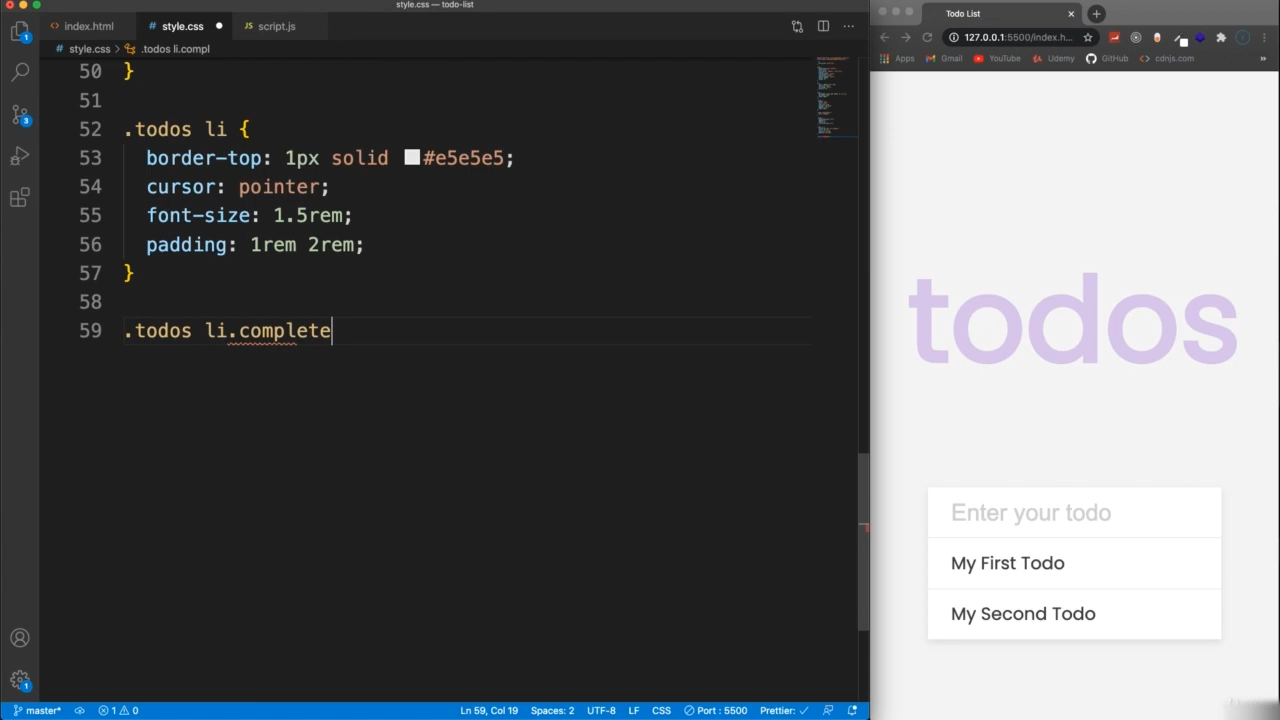 style.css — todo-list
index.html
style.css
script.js
style.css > .todos li.compl
50 }
51
52 .todos li {
53 border-top: 1px solid #e5e5e5;
54 cursor: pointer;
55 font-size: 1.5rem;
56 padding: 1rem 2rem;
57 }
58
59 .todos li.complete
1
3
1
master*
1 0
Ln 59, Col 19
Spaces: 2
UTF-8
LF
CSS
Port : 5500
Prettier:
Todo List
127.0.0.1:5500/index.h...
Apps
Gmail
YouTube
Udemy
GitHub
cdnjs.com
todos
Enter your todo
My First Todo
My Second Todo